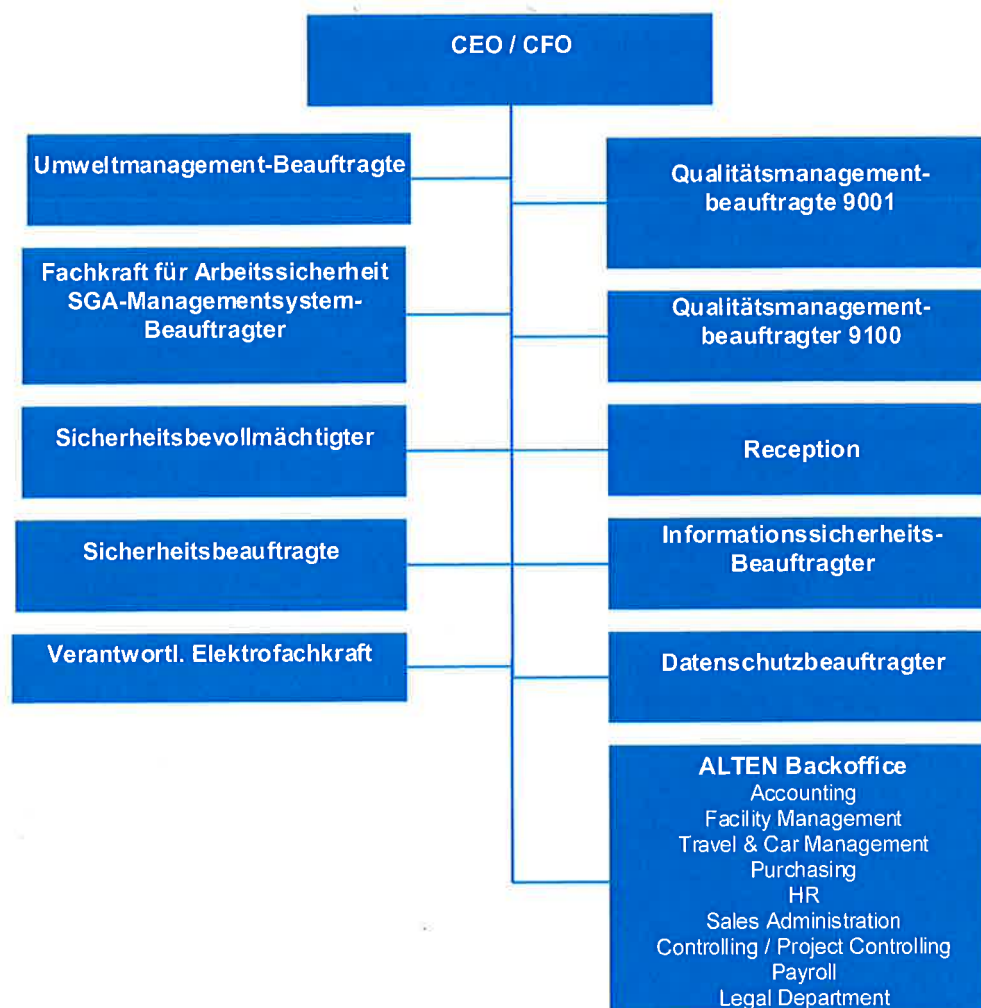 CEO / CFO
Umweltmanagement-Beauftragte
Qualitätsmanagement-
beauftragte 9001
Fachkraft für Arbeitssicherheit
SGA-Managementsystem-
Beauftragter
Qualitätsmanagement-
beauftragter 9100
Sicherheitsbevollmächtigter
Reception
Sicherheitsbeauftragte
Informationssicherheits-
Beauftragter
Verantwortl. Elektrofachkraft
Datenschutzbeauftragter
ALTEN Backoffice
Accounting
Facility Management
Travel & Car Management
Purchasing
HR
Sales Administration
Controlling / Project Controlling
Payroll
Legal Department